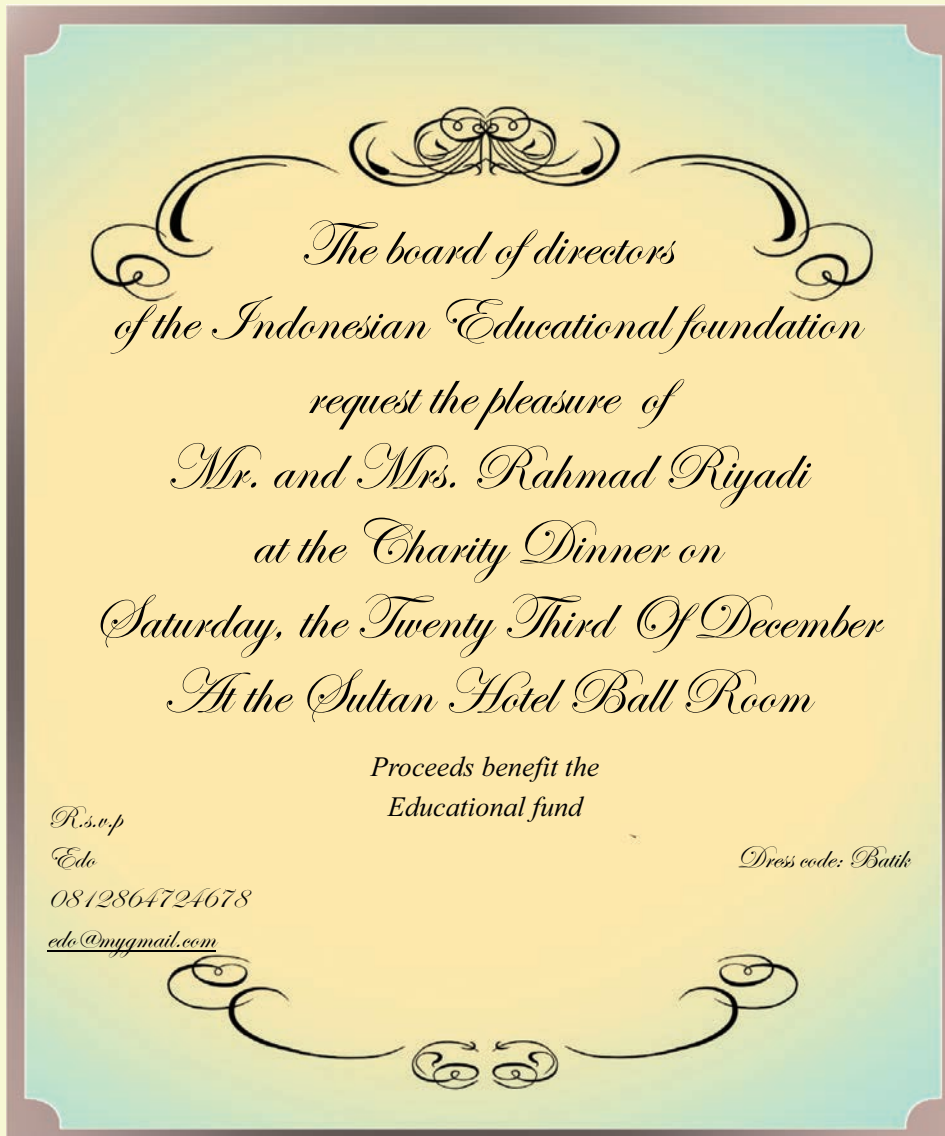 The board of directors
of the Indonesian Educational foundation
request the pleasure of
Mr. and Mrs. Rahmad Riyadi
at the Charity Dinner on
Saturday, the Twenty Third Of December
At the Sultan Hotel Ball Room
Proceeds benefit the
Educational fund
R.s.v.p
Edo
0812864724678
edo@mygmail.com
Dress code: Batik